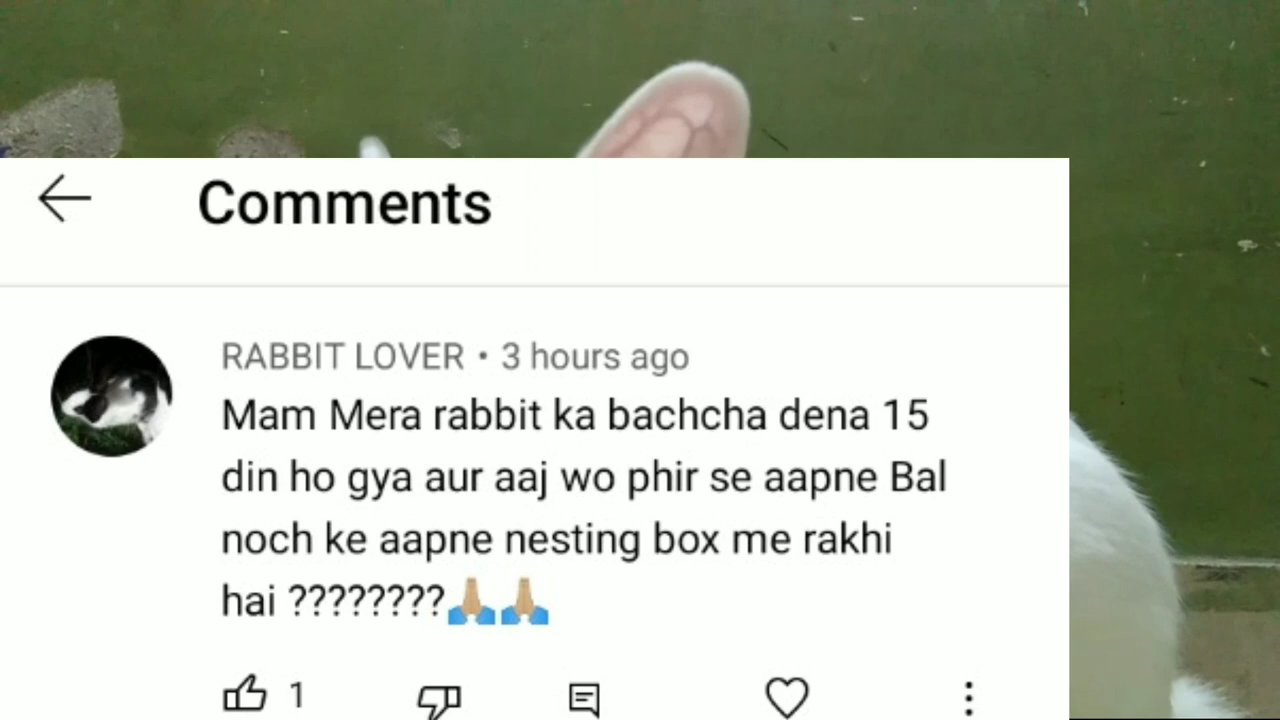 Comments
RABBIT LOVER • 3 hours ago
Mam Mera rabbit ka bachcha dena 15
din ho gya aur aaj wo phir se aapne Bal
noch ke aapne nesting box me rakhi
hai ????????🙏🏼🙏🏼
1